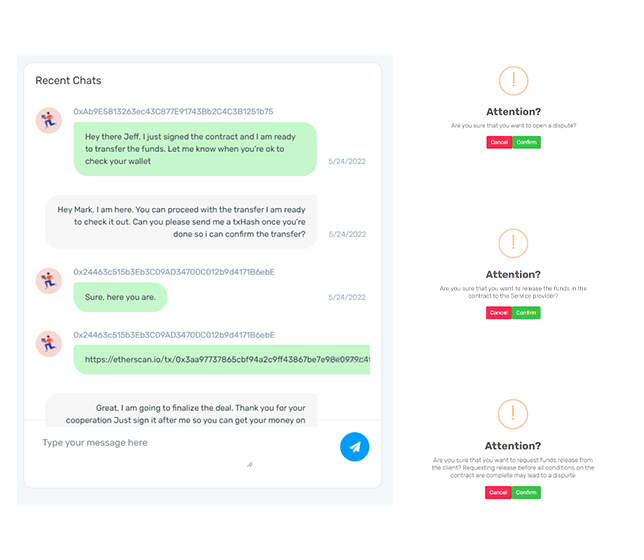 Recent Chats
0xAb9E5813263ec43C877E91743Bb2C4C3B1251b75
Hey there Jeff, I just signed the contract and I am ready
to transfer the funds. Let me know when you're ok to
check your wallet
5/24/2022
Hey Mark, I am here. You can proceed with the transfer I am ready
to check it out. Can you please send me a txHash once you're
done so i can confirm the transfer?
5/24/2022
0x24463c515b3Eb3C09AD34700C012b9d4171B6ebE
Sure, here you are.
5/24/2022
0x24463c515b3Eb3C09AD34700C012b9d4171B6ebE
https://etherscan.io/tx/0x3aa97737865cbf94a2c9ff43867be7e98e0979c4f
Great, I am going to finalize the deal. Thank you for your
cooperation Just sign it after me so you can get your money on
Type your message here
Attention?
Are you sure that you want to open a dispute?
Cancel Confirm
Attention?
Are you sure that you want to release the funds in the
contract to the Service provider?
Cancel Confirm
Attention?
Are you sure that you want to request funds release from
the client? Requesting release before all conditions on the
contract are complete may lead to a dispuite
Cancel Confirm